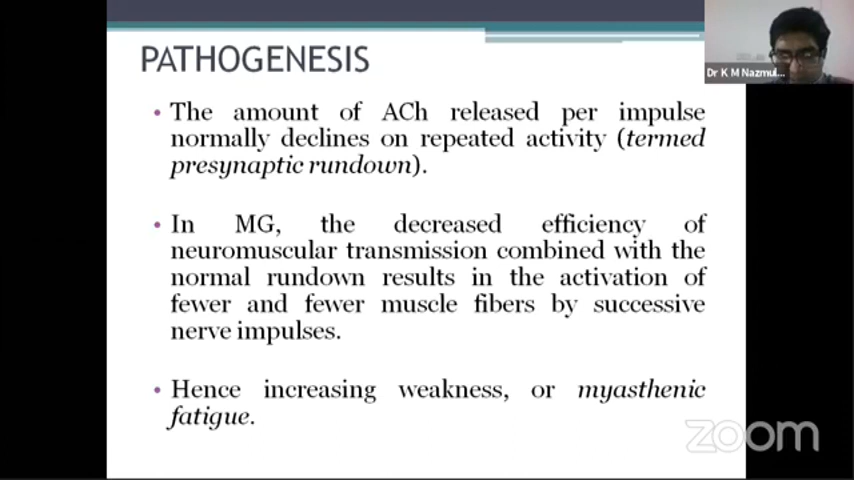 PATHOGENESIS
Dr K M Nazmul...
• The amount of ACh released per impulse
normally declines on repeated activity (termed
presynaptic rundown).
• In MG, the decreased efficiency of
neuromuscular transmission combined with the
normal rundown results in the activation of
fewer and fewer muscle fibers by successive
nerve impulses.
• Hence increasing weakness, or myasthenic
fatigue.
zoom